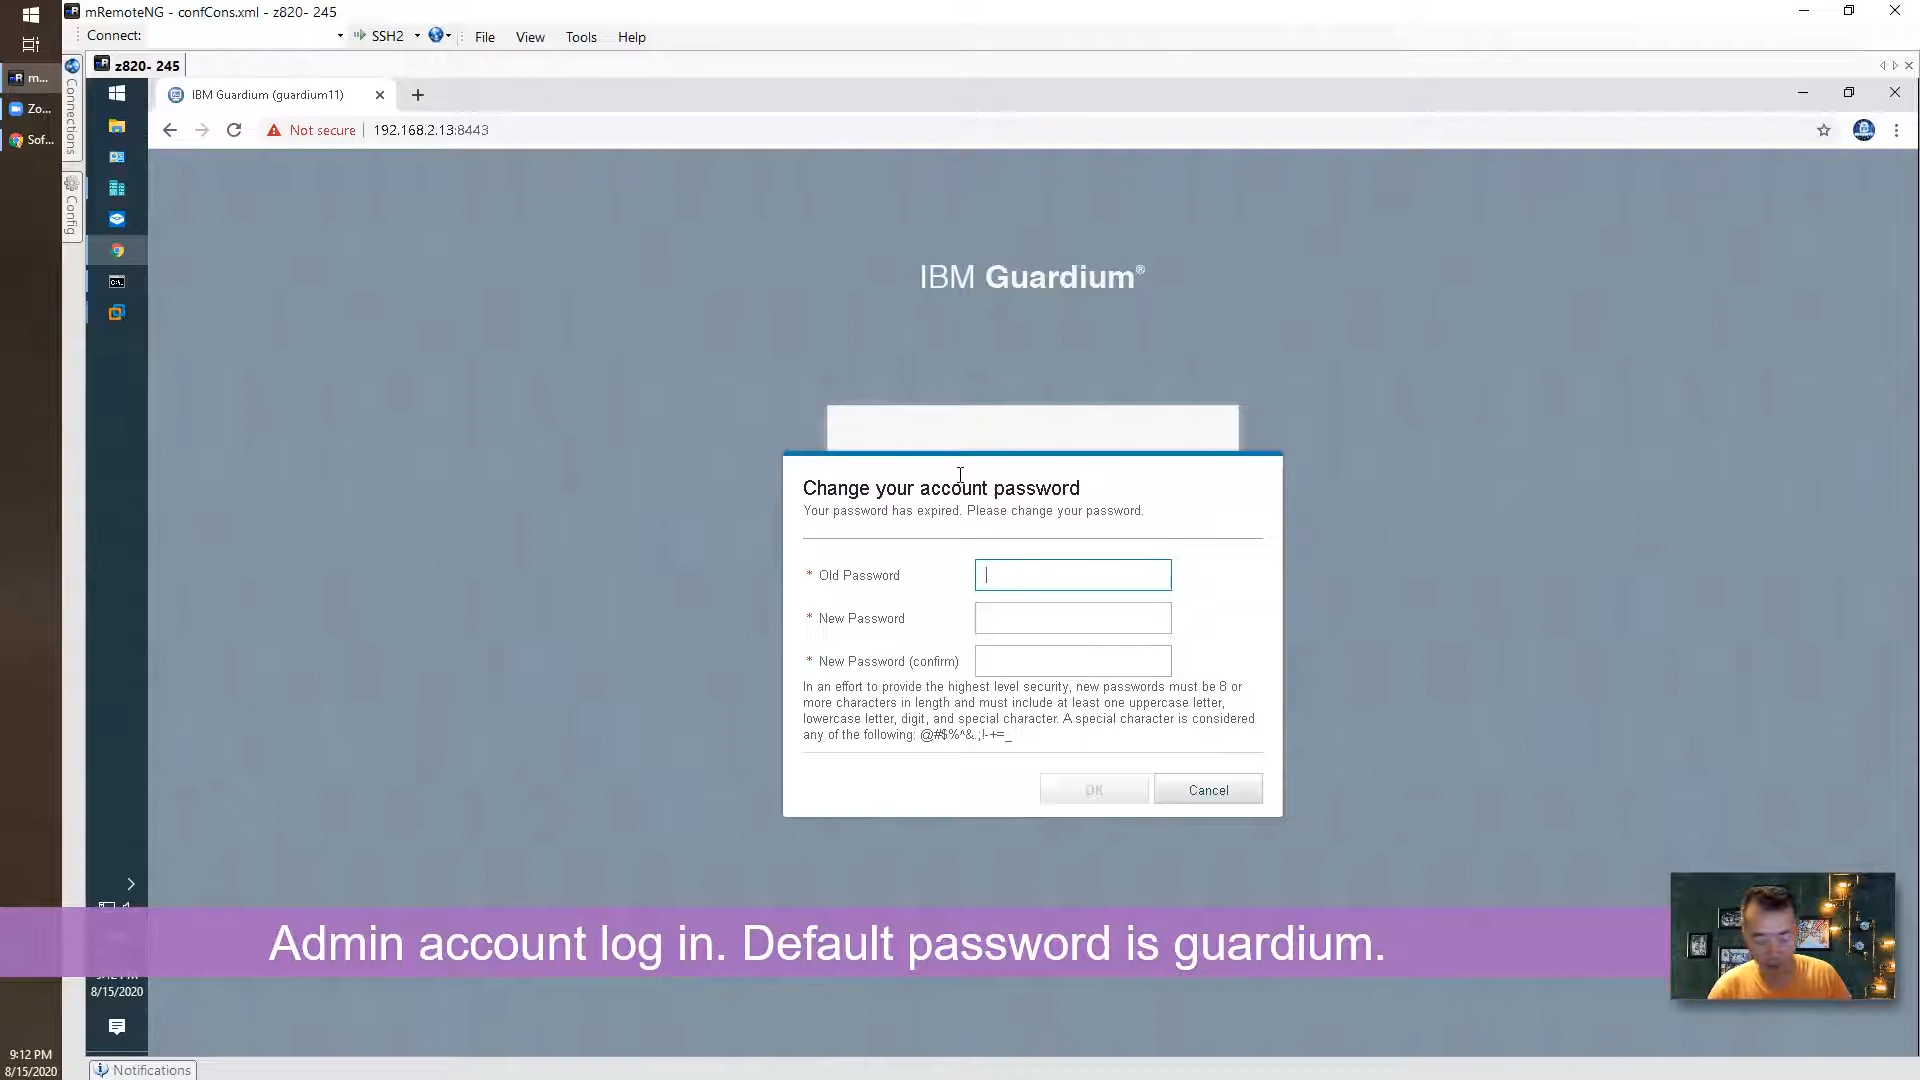 mRemoteNG - confCons.xml - z820- 245
Connect:
SSH2
File
View
Tools
Help
m...
z820- 245
Connections
Zo...
IBM Guardium (guardium11)
Sof...
Not secure
192.168.2.13:8443
Config
IBM Guardium®
Change your account password
Your password has expired. Please change your password.
* Old Password
* New Password
* New Password (confirm)
In an effort to provide the highest level security, new passwords must be 8 or
more characters in length and must include at least one uppercase letter,
lowercase letter, digit, and special character. A special character is considered
any of the following: @#$%^&.;!-+=_
OK
Cancel
Admin account log in. Default password is guardium.
8/15/2020
9:12 PM
8/15/2020
Notifications